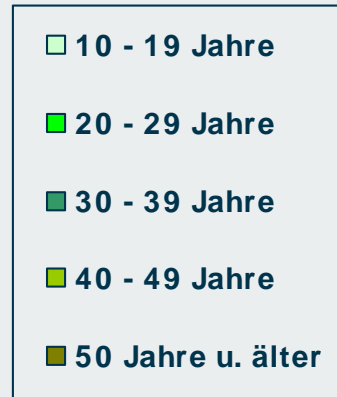 10 - 19 Jahre
20 - 29 Jahre
30 - 39 Jahre
40 - 49 Jahre
50 Jahre u. älter